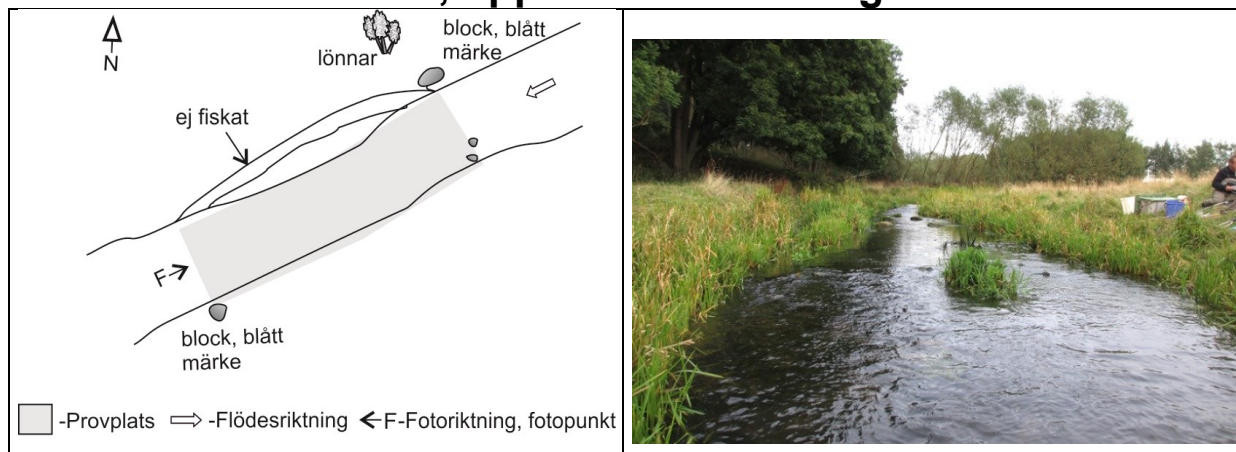 block, blått
märke
lönnar
N
ej fiskat
F
block, blått
märke
-Provplats -Flödesriktning F-Fotoriktning, fotopunkt